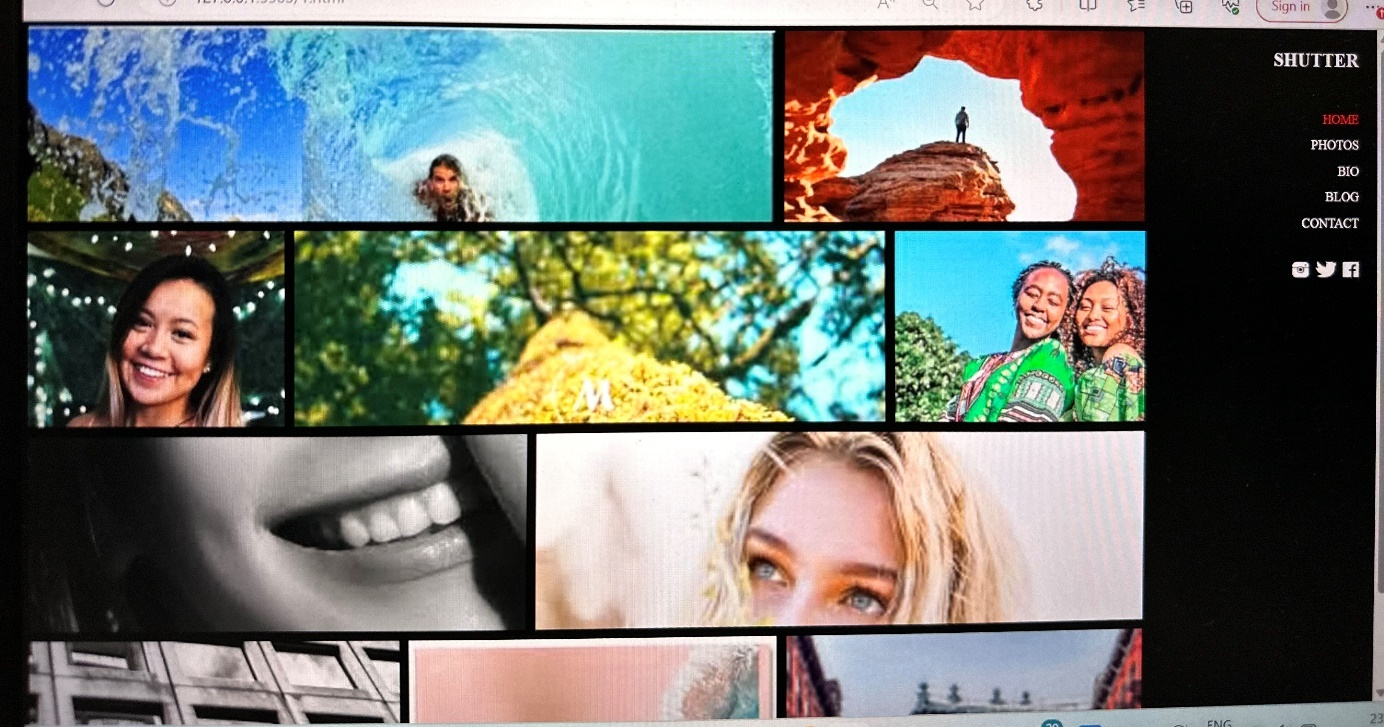 Sign in
SHUTTER
HOME
PHOTOS
BIO
BLOG
CONTACT
M
ENG